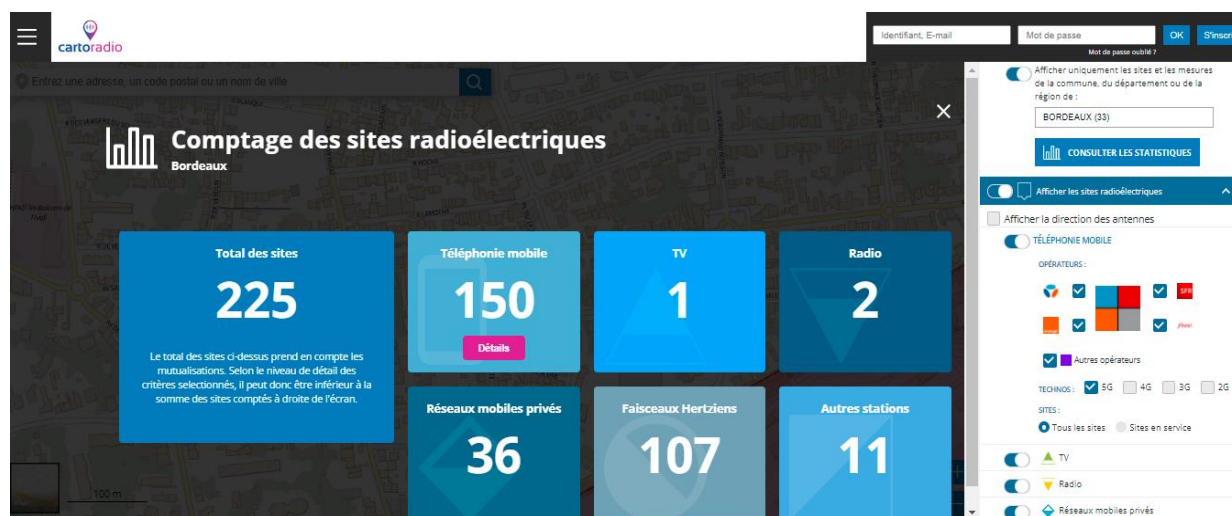 cartoradio
Identifiant, E-mail
Mot de passe
OK
S'inscri
Mot de passe oublié ?
Entrez une adresse, un code postal ou un nom de ville
Comptage des sites radioélectriques
Bordeaux
Total des sites
225
Le total des sites ci-dessus prend en compte les
mutualisations. Selon le niveau de détail des
critères selectionnés, il peut donc être inférieur à la
somme des sites comptés à droite de l'écran.
Téléphonie mobile
150
Détails
TV
1
Radio
2
Réseaux mobiles privés
36
Faisceaux Hertziens
107
Autres stations
11
100 m
Afficher uniquement les sites et les mesures
de la commune, du département ou de la
région de :
BORDEAUX (33)
CONSULTER LES STATISTIQUES
Afficher les sites radioélectriques
Afficher la direction des antennes
TÉLÉPHONIE MOBILE
OPÉRATEURS :
SFR
free
Autres opérateurs
TECHNOS : 5G 4G 3G 2G
SITES :
Tous les sites Sites en service
TV
Radio
Réseaux mobiles privés